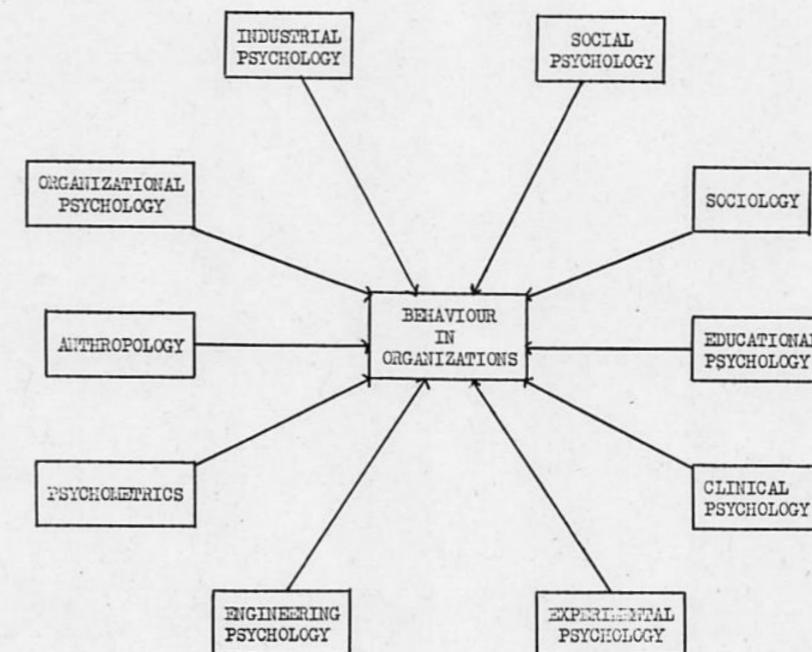 INDUSTRIAL
PSYCHOLOGY
SOCIAL
PSYCHOLOGY
ORGANIZATIONAL
PSYCHOLOGY
SOCIOLOGY
BEHAVIOUR
IN
ORGANIZATIONS
ANTHROPOLOGY
EDUCATIONAL
PSYCHOLOGY
PSYCHOMETRICS
CLINICAL
PSYCHOLOGY
ENGINEERING
PSYCHOLOGY
EXPERIMENTAL
PSYCHOLOGY